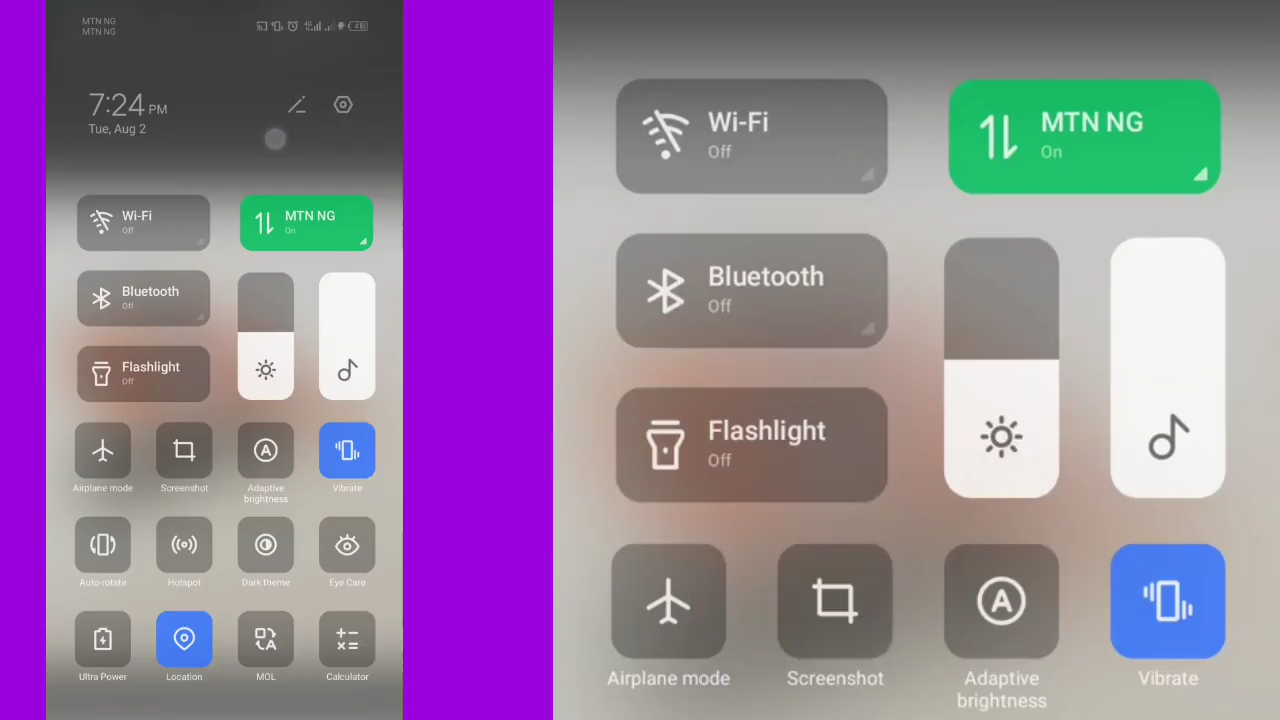 MTN NG
MTN NG
7:24 PM
Tue, Aug 2
Wi-Fi
Off
MTN NG
On
Bluetooth
Off
Flashlight
Off
Airplane mode
Screenshot
Adaptive
brightness
Vibrate
Auto-rotate
Hotspot
Dark theme
Eye Care
Ultra Power
Location
MOL
Calculator
Wi-Fi
Off
MTN NG
On
Bluetooth
Off
Flashlight
Off
Airplane mode
Screenshot
Adaptive
brightness
Vibrate